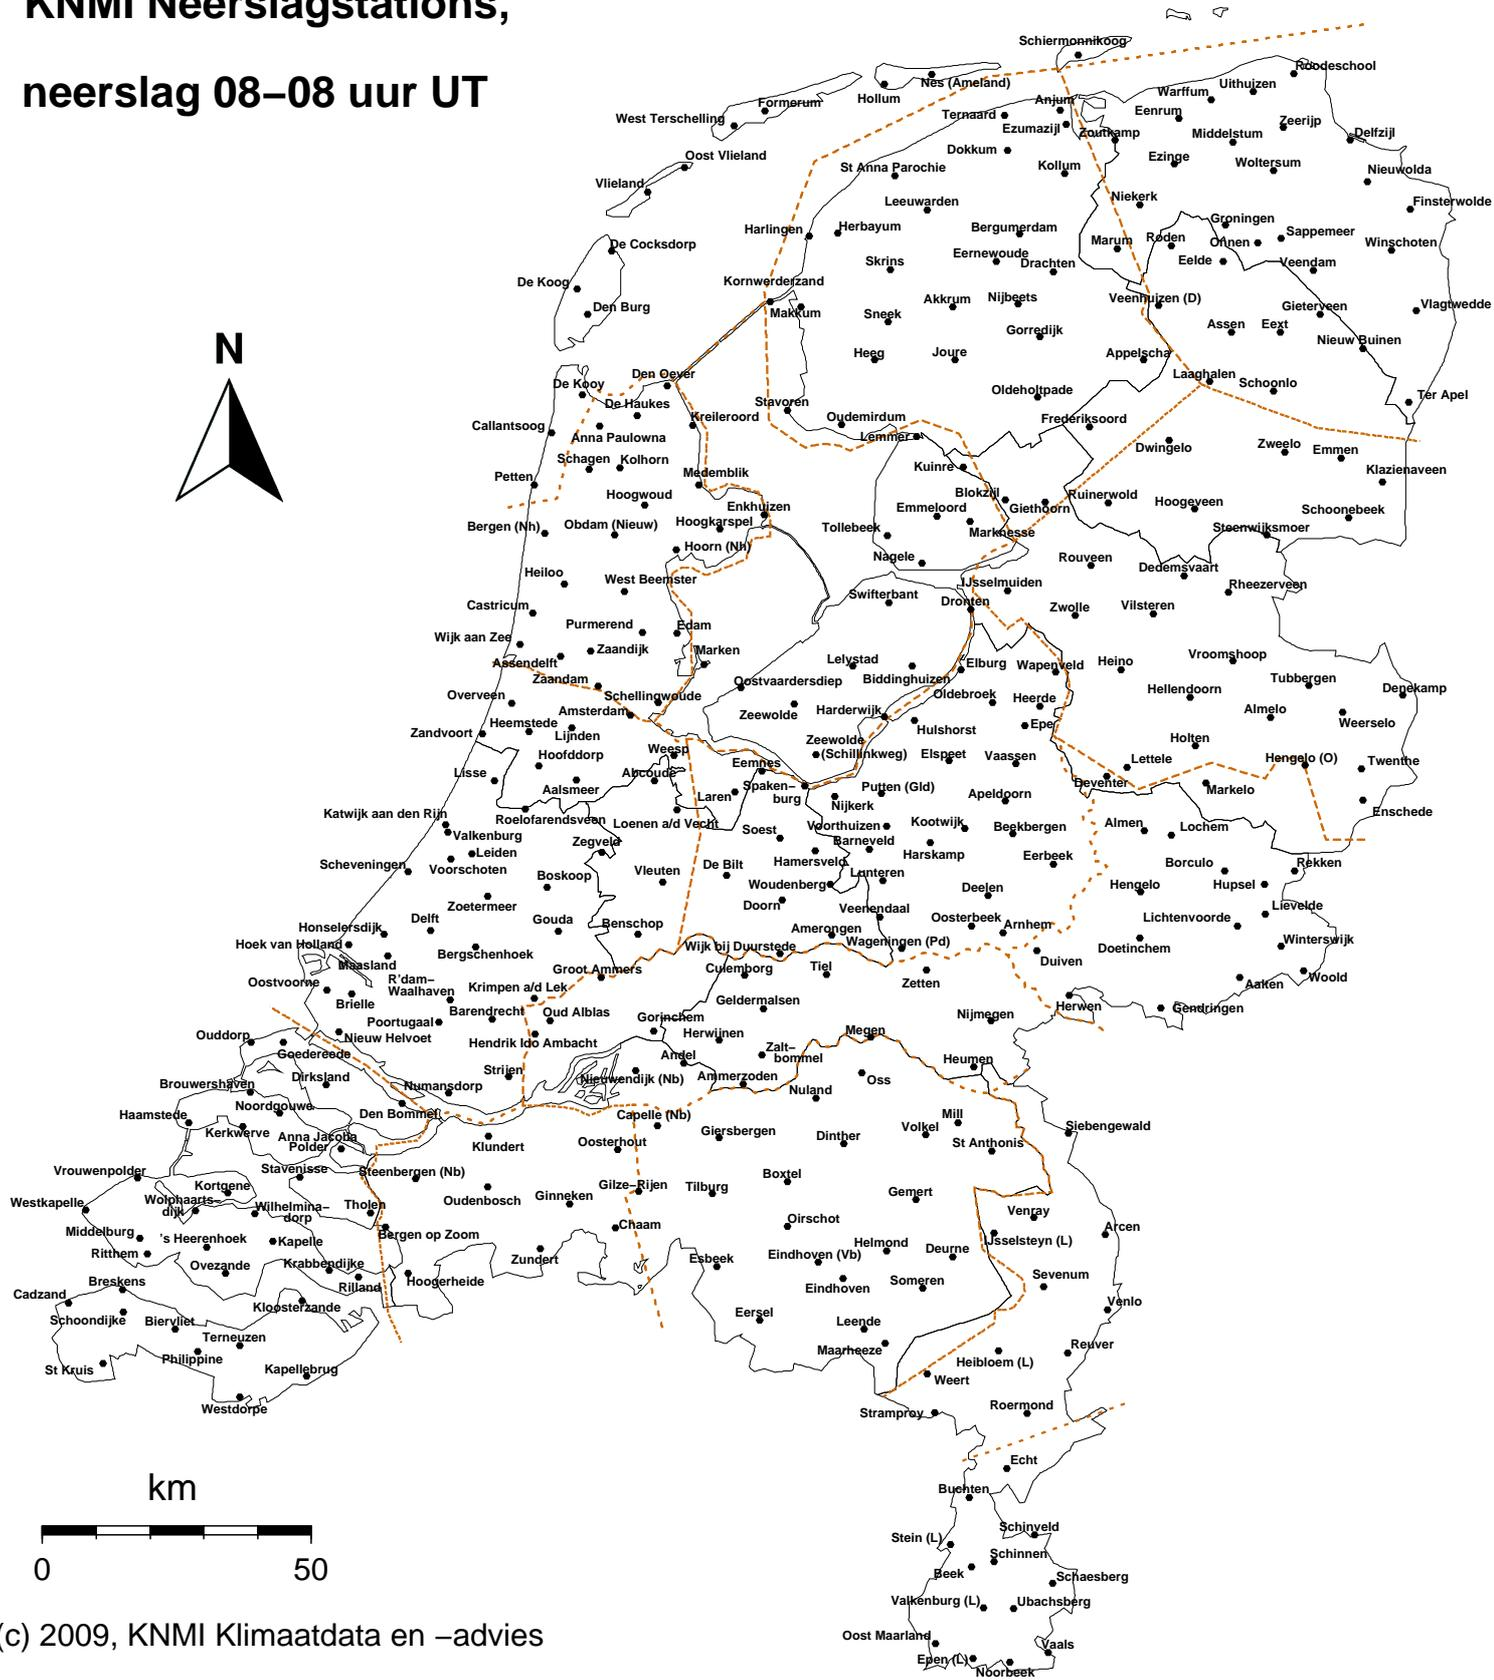 KNMI Neerslagstations,
neerslag 08–08 uur UT
N
Schiermonnikoog
Nes (Ameland)
Hollum
Formerum
West Terschelling
Oost Vlieland
Vlieland
De Cocksdorp
De Koog
Den Burg
Roodeschool
Uithuizen
Warffum
Eenrum
Zeerijp
Middelstum
Delfzijl
Anjum
Ternaard
Ezumazijl
Zoutkamp
Dokkum
Kollum
Ezinge
Woltersum
Nieuwolda
St Anna Parochie
Leeuwarden
Niekerk
Finsterwolde
Harlingen
Herbayum
Bergumerdam
Groningen
Sappemeer
Marum
Roden
Onnen
Winschoten
Skrins
Eernewoude
Drachten
Eelde
Veendam
Kornwerderzand
Makkum
Akkrum
Nijbeets
Veenhuizen (D)
Gieterveen
Vlagtwedde
Sneek
Gorredijk
Assen
Eext
Nieuw Buinen
Heeg
Joure
Appelscha
Laaghalen
Schoonlo
Ter Apel
Den Oever
De Kooy
De Haukes
Stavoren
Oldeholtpade
Callantsoog
Anna Paulowna
Kreileroord
Oudemirdum
Lemmer
Frederiksoord
Dwingelo
Zweelo
Emmen
Schagen
Kolhorn
Kuinre
Klazienaveen
Petten
Medemblik
Blokzijl
Hoogwoud
Enkhuizen
Emmeloord
Giethoorn
Ruinerwold
Hoogeveen
Schoonebeek
Bergen (Nh)
Obdam (Nieuw)
Hoogkarspel
Tollebeek
Marknesse
Steenwijksmoer
Hoorn (Nh)
Nagele
Rouveen
Dedemsvaart
Heiloo
West Beemster
IJsselmuiden
Rheezerveen
Castricum
Swifterbant
Dronten
Zwolle
Vilsteren
Purmerend
Edam
Wijk aan Zee
Zaandijk
Marken
Assendelft
Lelystad
Biddinghuizen
Elburg
Wapenveld
Heino
Vroomshoop
Zaandam
Oostvaardersdiep
Tubbergen
Overveen
Schellingwoude
Oldebroek
Heerde
Hellendoorn
Denekamp
Amsterdam
Zeewolde
Harderwijk
Almelo
Weerselo
Zandvoort
Heemstede
Lijnden
Hulshorst
Epe
Holten
Hoofddorp
Weesp
Zeewolde
(Schillinkweg)
Elspeet
Vaassen
Lettele
Hengelo (O)
Twenthe
Lisse
Abcoude
Eemnes
Deventer
Aalsmeer
Laren
Spaken–
burg
Putten (Gld)
Apeldoorn
Markelo
Nijkerk
Katwijk aan den Rijn
Roelofarendsveen
Loenen a/d Vecht
Enschede
Valkenburg
Soest
Voorthuizen
Kootwijk
Beekbergen
Almen
Lochem
Zegveld
Barneveld
Leiden
Hamersveld
Harskamp
Eerbeek
Borculo
Rekken
Scheveningen
Voorschoten
Boskoop
Vleuten
De Bilt
Lunteren
Woudenberg
Deelen
Hengelo
Hupsel
Zoetermeer
Doorn
Lievelde
Honselersdijk
Delft
Gouda
Benschop
Veenendaal
Oosterbeek
Arnhem
Lichtenvoorde
Hoek van Holland
Amerongen
Wageningen (Pd)
Winterswijk
Bergschenhoek
Wijk bij Duurstede
Doetinchem
Maasland
Groot Ammers
Culemborg
Tiel
Duiven
Oostvoorne
R'dam–
Waalhaven
Krimpen a/d Lek
Zetten
Aalten
Woold
Brielle
Barendrecht
Oud Alblas
Geldermalsen
Herwen
Gendringen
Poortugaal
Gorinchem
Nijmegen
Nieuw Helvoet
Hendrik Ido Ambacht
Herwijnen
Megen
Ouddorp
Goedereede
Andel
Zalt–
bommel
Heumen
Strijen
Brouwershaven
Dirksland
Numansdorp
Nieuwendijk (Nb)
Ammerzoden
Nuland
Oss
Noordgouwe
Den Bommel
Haamstede
Capelle (Nb)
Mill
Kerkwerve
Anna Jacoba
Polder
Klundert
Oosterhout
Giersbergen
Dinther
Volkel
St Anthonis
Siebengewald
Vrouwenpolder
Stavenisse
Steenbergen (Nb)
Kortgene
Boxtel
Westkapelle
Wolphaarts–
dijk
Wilhelmina–
dorp
Tholen
Oudenbosch
Ginneken
Gilze–Rijen
Tilburg
Gemert
Venray
Middelburg
's Heerenhoek
Kapelle
Bergen op Zoom
Chaam
Oirschot
Arcen
Ritthem
Ovezande
Krabbendijke
Zundert
Esbeek
Eindhoven (Vb)
Helmond
Deurne
IJsselsteyn (L)
Breskens
Rilland
Hoogerheide
Eindhoven
Someren
Sevenum
Cadzand
Kloosterzande
Schoondijke
Biervliet
Eersel
Leende
Venlo
Terneuzen
Maarheeze
Reuver
St Kruis
Philippine
Kapellebrug
Heibloem (L)
Weert
Westdorpe
Stramproy
Roermond
Echt
Buchten
Schinveld
Stein (L)
Schinnen
Beek
Schaesberg
Valkenburg (L)
Ubachsberg
Oost Maarland
Vaals
Epen (L)
Noorbeek
km
0
50
(c) 2009, KNMI Klimaatdata en –advies